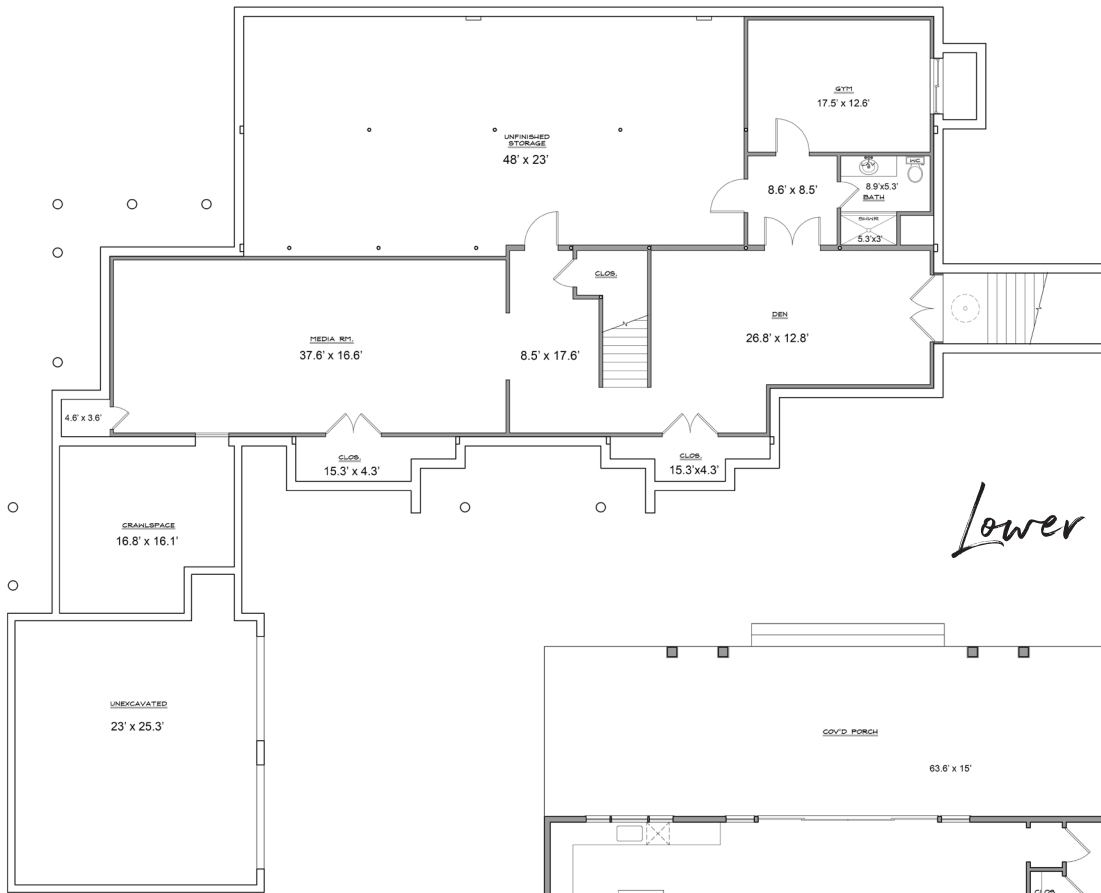 GYM
17.5' x 12.6'
UNFINISHED
STORAGE
48' x 23'
8.6' x 8.5'
WC
8.9'x5.3'
BATH
SHWR
5.3'x3'
CLOS.
DEN
26.8' x 12.8'
MEDIA RM.
37.6' x 16.6'
8.5' x 17.6'
4.6' x 3.6'
CLOS.
15.3' x 4.3'
CLOS.
15.3'x4.3'
CRAWLSPACE
16.8' x 16.1'
Lower
UNEXCAVATED
23' x 25.3'
COV'D PORCH
63.6' x 15'
CLOS.